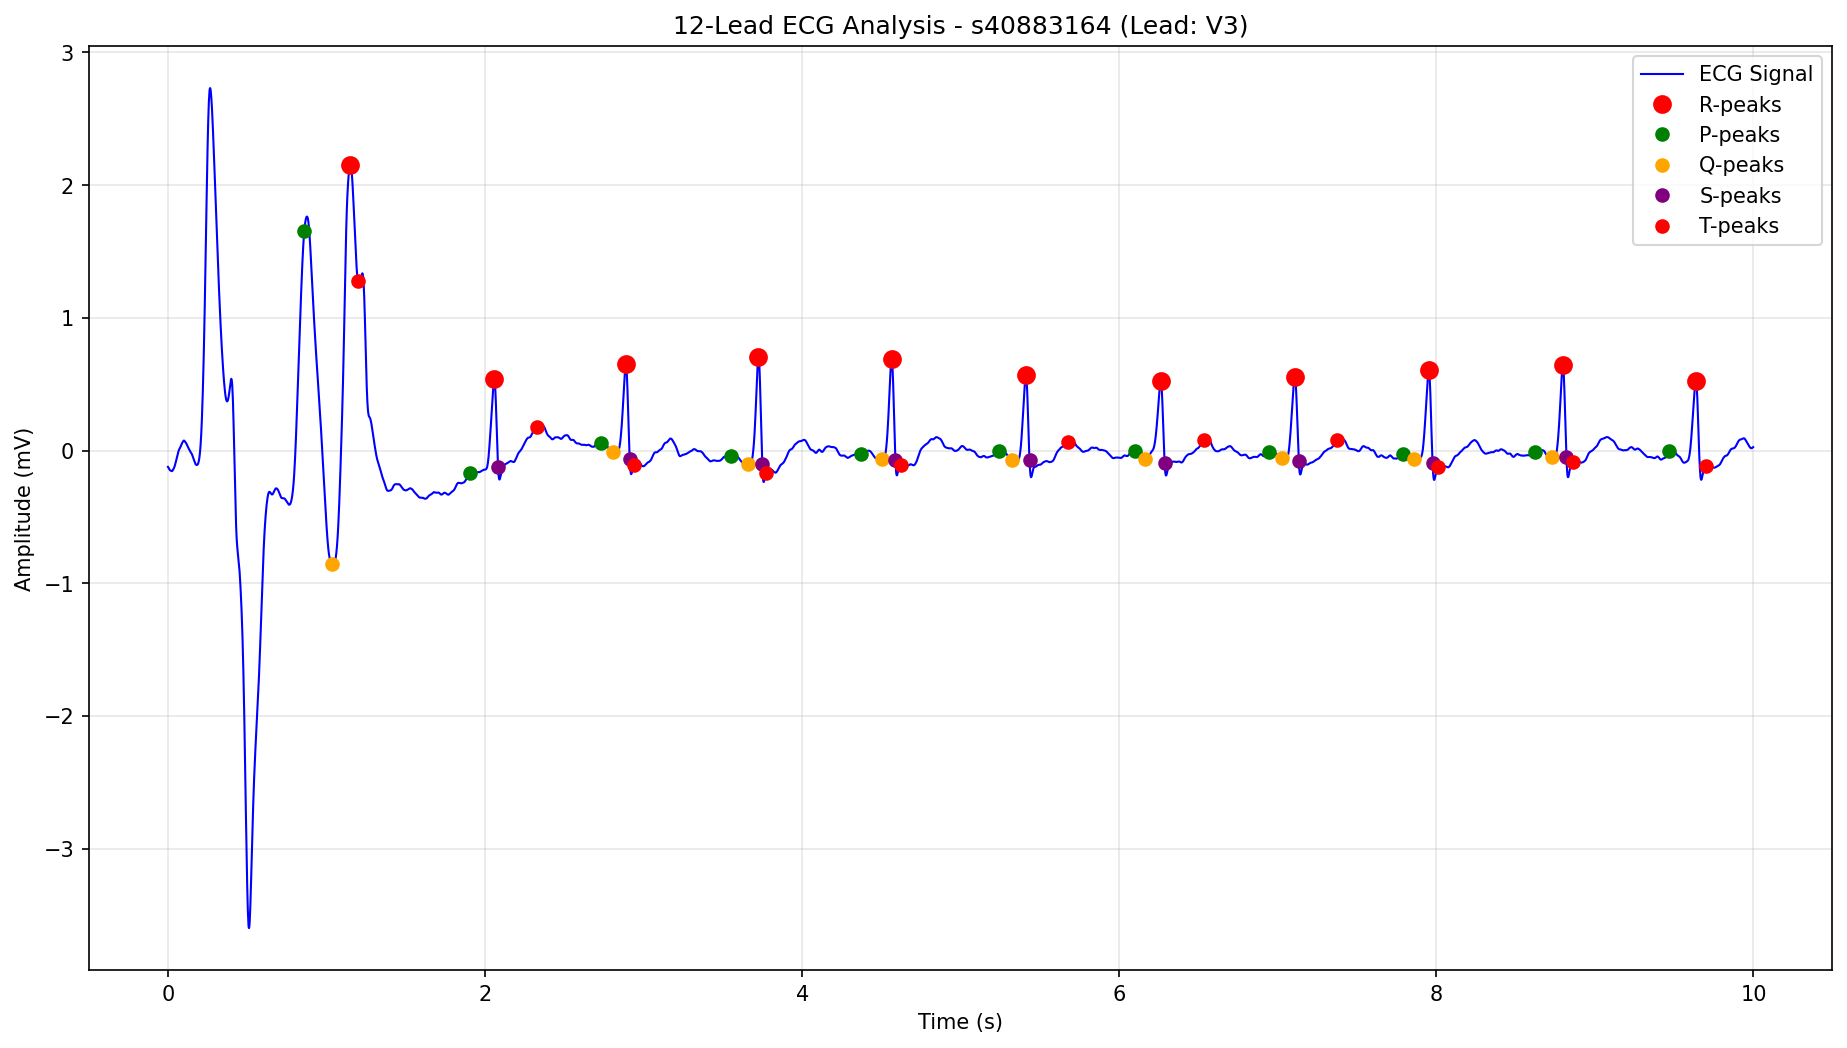 12-Lead ECG Analysis - s40883164 (Lead: V3)
ECG Signal
R-peaks
P-peaks
Q-peaks
S-peaks
T-peaks
Amplitude (mV)
3
2
1
0
−1
−2
−3
0 2 4 6 8 10
Time (s)